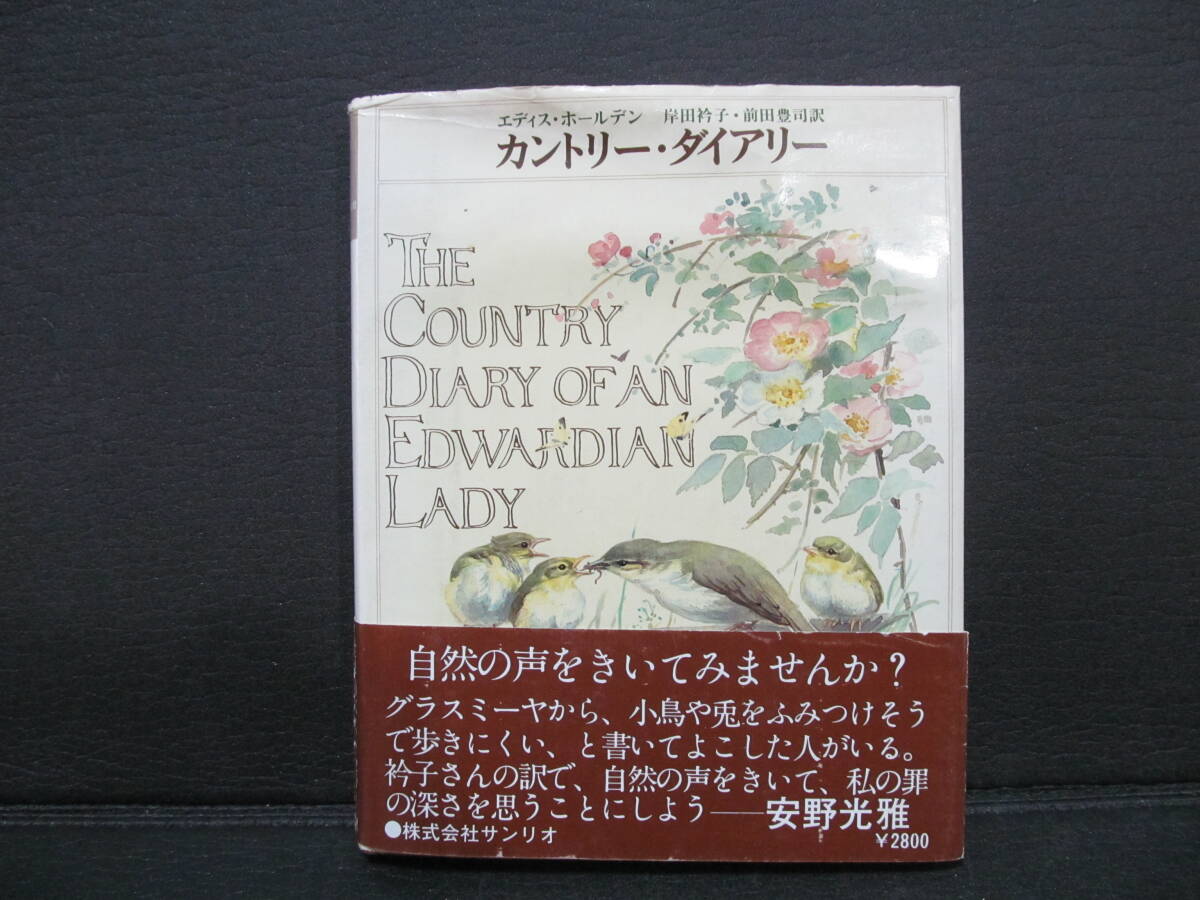 エディス・ホールデン 岸田衿子・前田豊司訳
カントリー・ダイアリー
THE
COUNTRY
DIARY OF AN
EDWARDIAN
LADY
自然の声をきいてみませんか?
グラスミーヤから、小鳥や兎をふみつけそう
で歩きにくい、と書いてよこした人がいる。
衿子さんの訳で、自然の声をきいて、私の罪
の深さを思うことにしよう——安野光雅
●株式会社サンリオ ¥2800